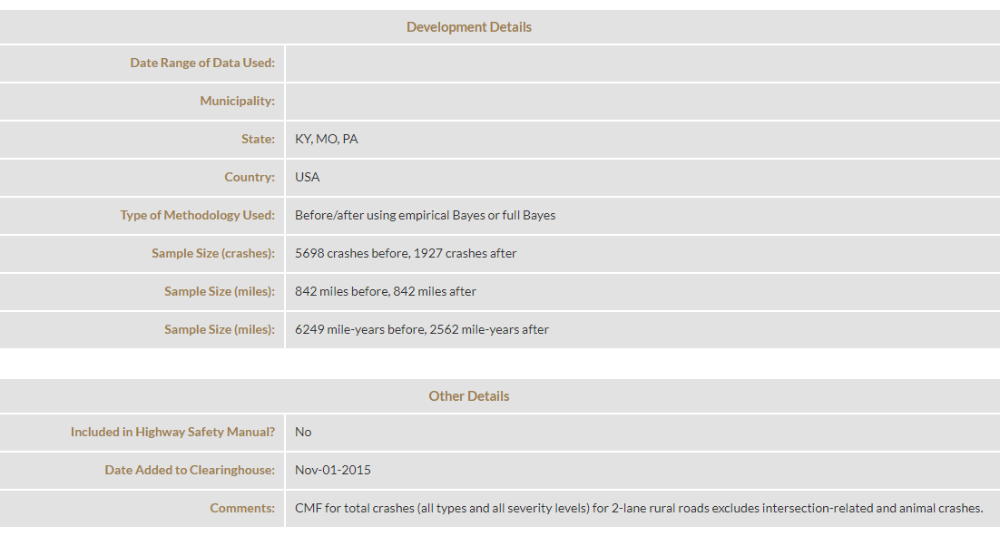 Development Details
Date Range of Data Used:
Municipality:
State: KY, MO, PA
Country: USA
Type of Methodology Used: Before/after using empirical Bayes or full Bayes
Sample Size (crashes): 5698 crashes before, 1927 crashes after
Sample Size (miles): 842 miles before, 842 miles after
Sample Size (miles): 6249 mile-years before, 2562 mile-years after
Other Details
Included in Highway Safety Manual? No
Date Added to Clearinghouse: Nov-01-2015
Comments: CMF for total crashes (all types and all severity levels) for 2-lane rural roads excludes intersection-related and animal crashes.